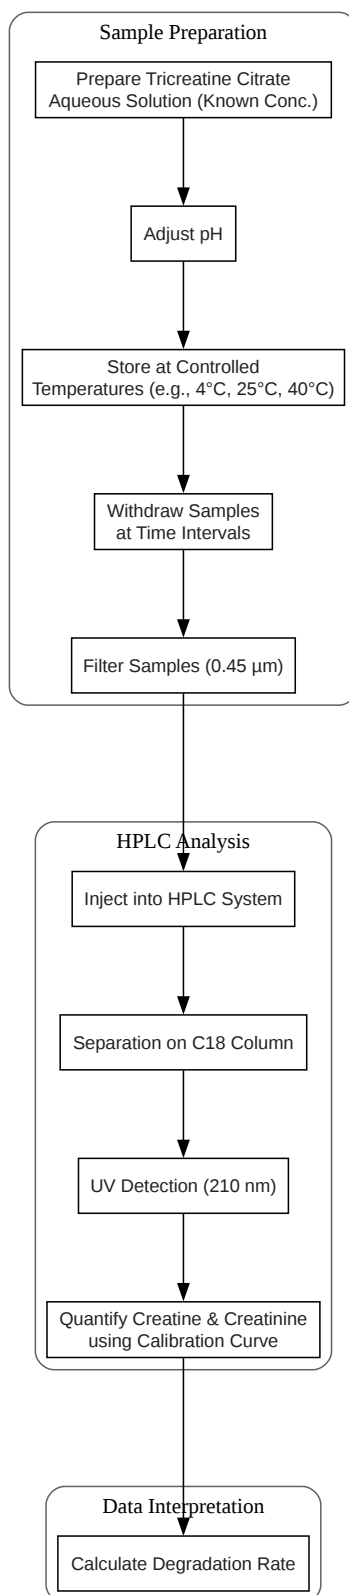 Sample Preparation
Prepare Tricreatine Citrate
Aqueous Solution (Known Conc.)
Adjust pH
Store at Controlled
Temperatures (e.g., 4°C, 25°C, 40°C)
Withdraw Samples
at Time Intervals
Filter Samples (0.45 µm)
HPLC Analysis
Inject into HPLC System
Separation on C18 Column
UV Detection (210 nm)
Quantify Creatine & Creatinine
using Calibration Curve
Data Interpretation
Calculate Degradation Rate